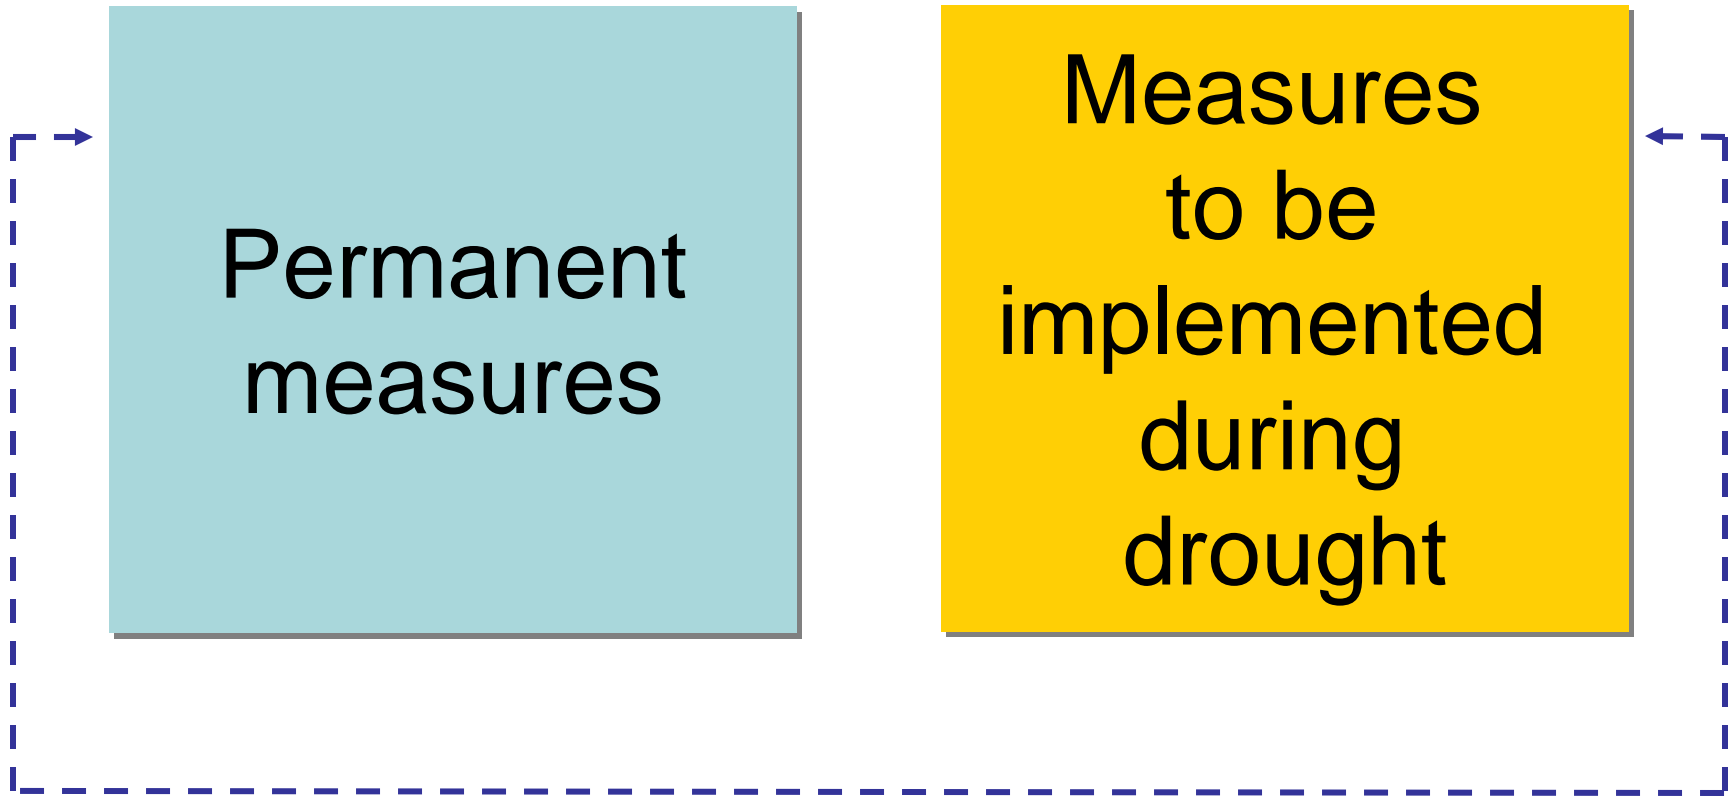 Permanent
measures
Measures
to be
implemented
during
drought